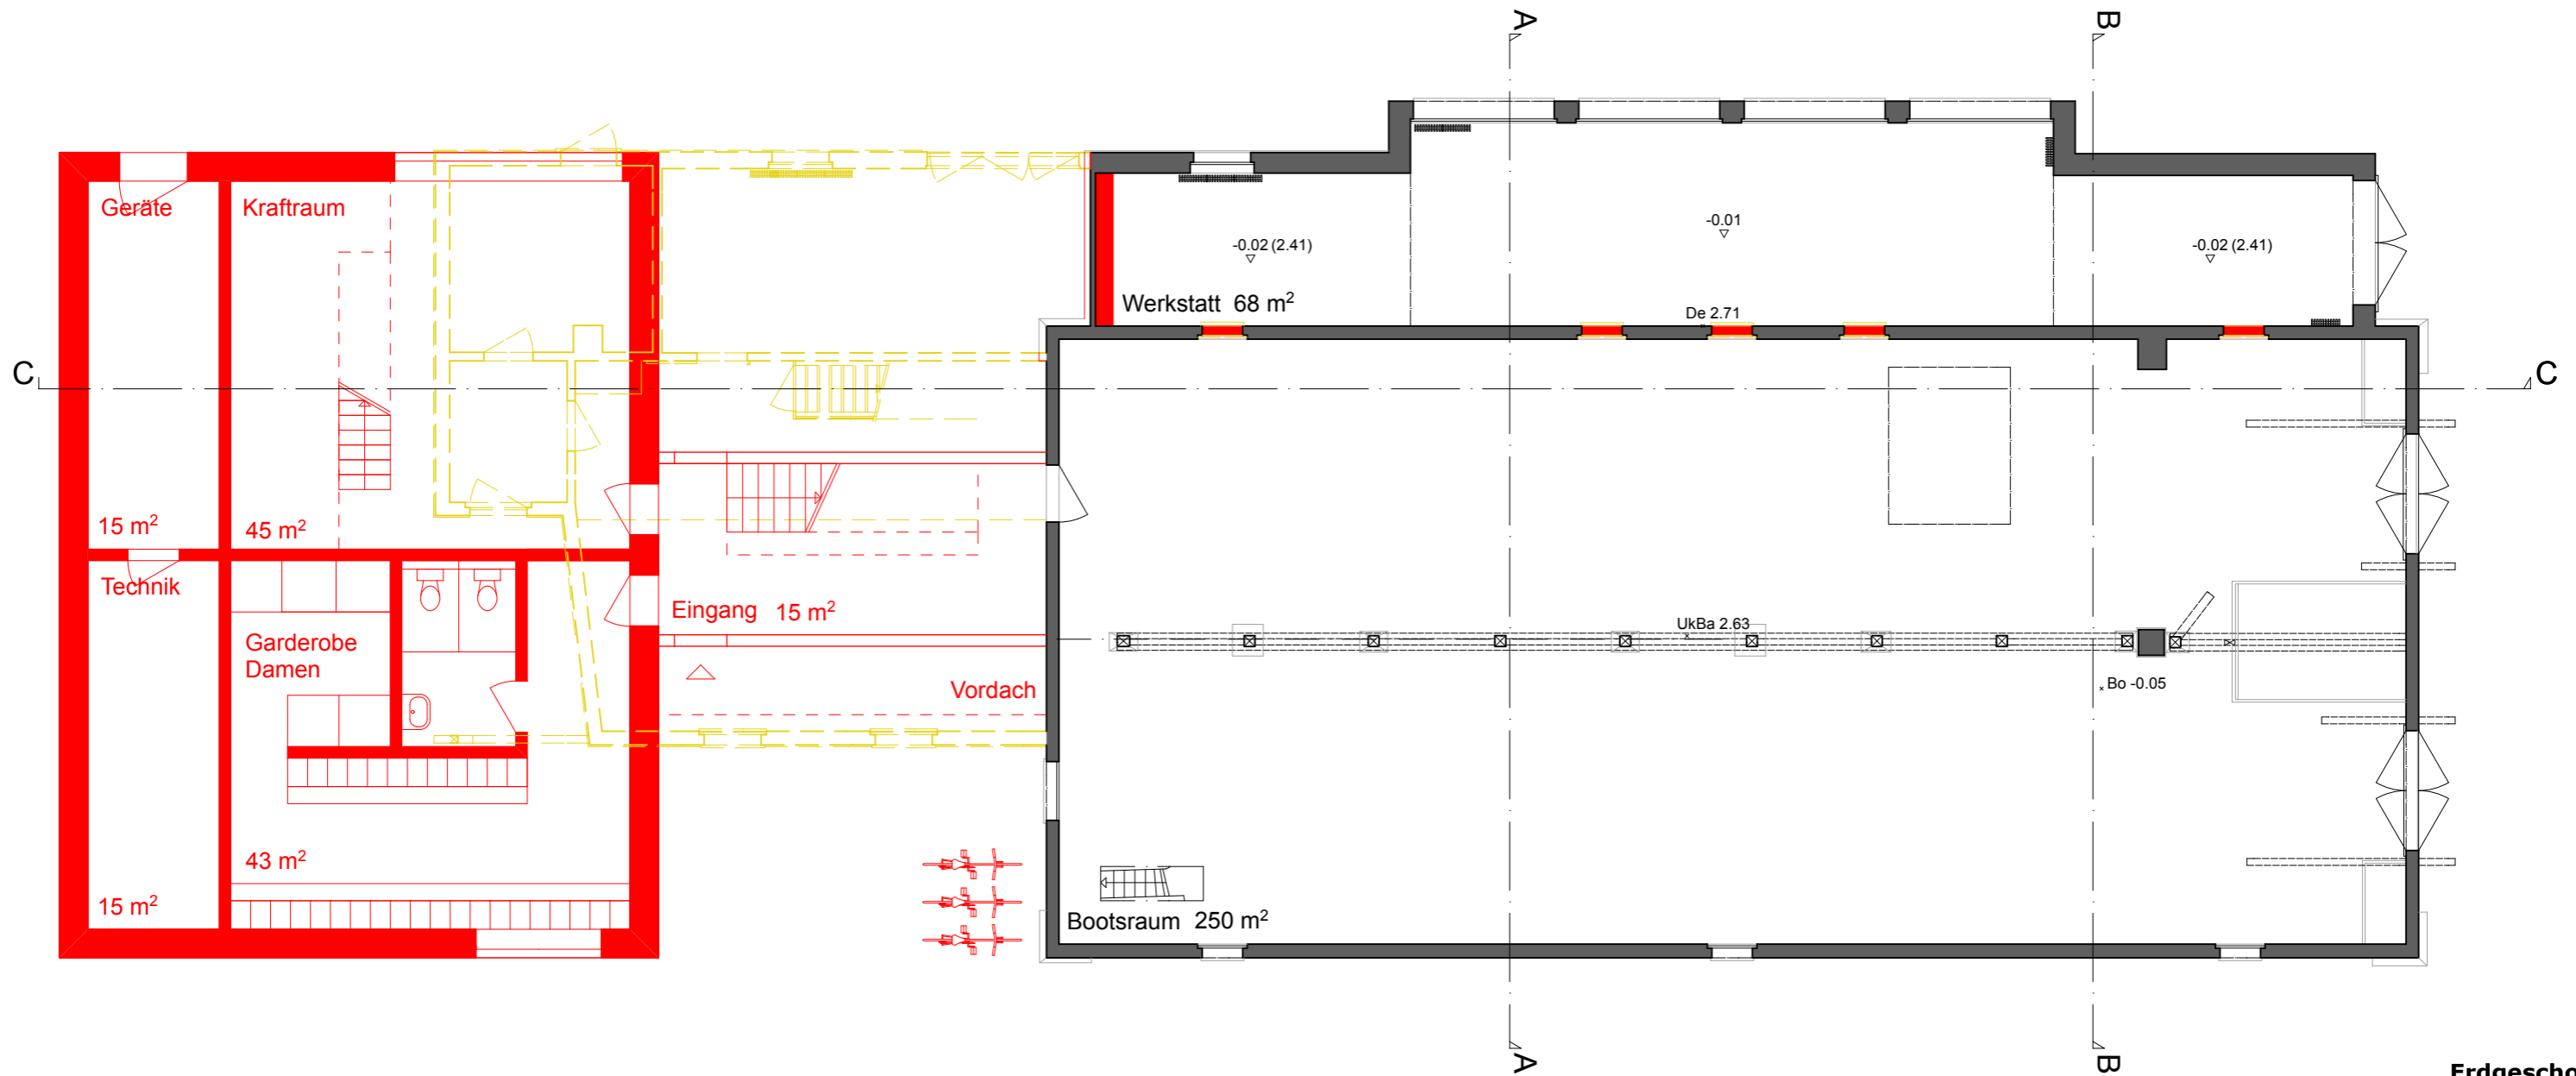 A
B
Geräte
Kraftraum
-0.01
-0.02 (2.41)
-0.02 (2.41)
Werkstatt 68 m²
De 2.71
C
C
15 m²
45 m²
Technik
Eingang 15 m²
Garderobe
Damen
UkBa 2.63
Vordach
Bo -0.05
43 m²
15 m²
Bootsraum 250 m²
A
B